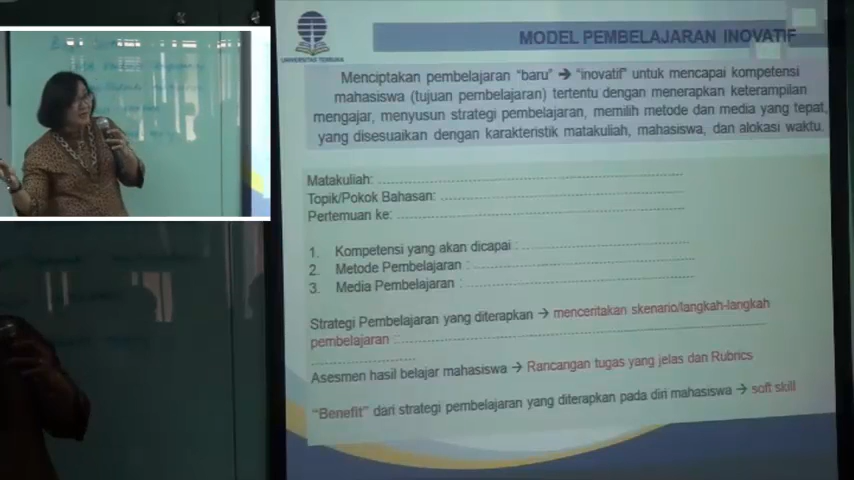 UNIVERSITAS TERBUKA
MODEL PEMBELAJARAN INOVATIF
Menciptakan pembelajaran “baru” → “inovatif” untuk mencapai kompetensi
mahasiswa (tujuan pembelajaran) tertentu dengan menerapkan keterampilan
mengajar, menyusun strategi pembelajaran, memilih metode dan media yang tepat,
yang disesuaikan dengan karakteristik matakuliah, mahasiswa, dan alokasi waktu.
Matakuliah: ........................
Topik/Pokok Bahasan: ........................
Pertemuan ke: ........................
1. Kompetensi yang akan dicapai : ........................
2. Metode Pembelajaran : ........................
3. Media Pembelajaran : ........................
Strategi Pembelajaran yang diterapkan → menceritakan skenario/langkah-langkah
pembelajaran : ........................
........................
Asesmen hasil belajar mahasiswa → Rancangan tugas yang jelas dan Rubrics
“Benefit” dari strategi pembelajaran yang diterapkan pada diri mahasiswa → soft skill